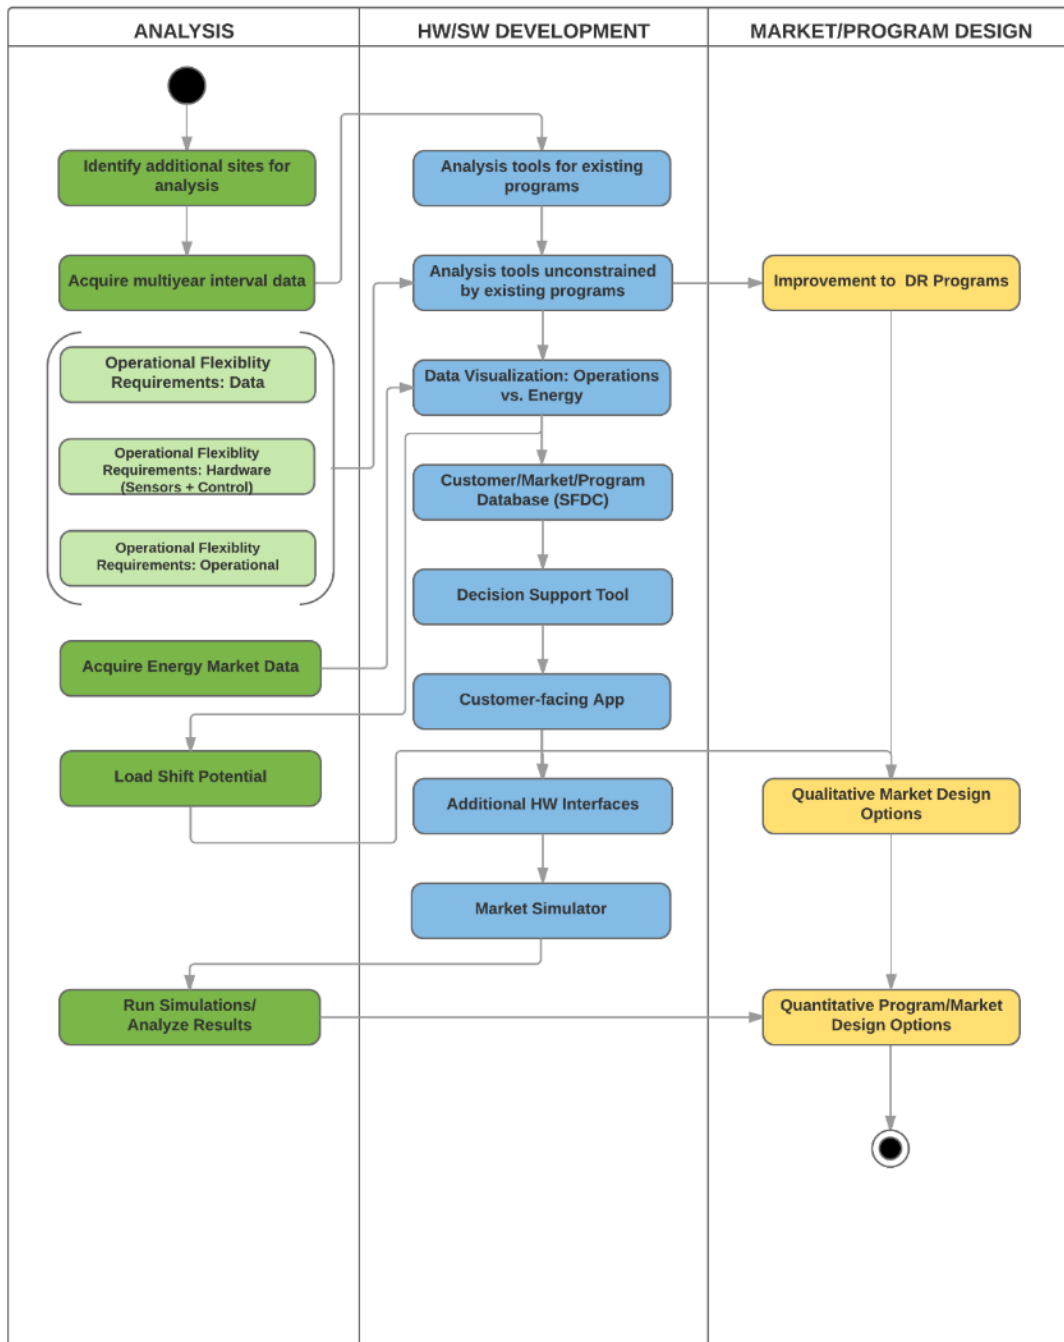 ANALYSIS
HW/SW DEVELOPMENT
MARKET/PROGRAM DESIGN
Identify additional sites for
analysis
Analysis tools for existing
programs
Acquire multiyear interval data
Analysis tools unconstrained
by existing programs
Improvement to DR Programs
Operational Flexiblity
Requirements: Data
Data Visualization: Operations
vs. Energy
Operational Flexiblity
Requirements: Hardware
(Sensors + Control)
Customer/Market/Program
Database (SFDC)
Operational Flexiblity
Requirements: Operational
Decision Support Tool
Acquire Energy Market Data
Customer-facing App
Load Shift Potential
Additional HW Interfaces
Qualitative Market Design
Options
Market Simulator
Run Simulations/
Analyze Results
Quantitative Program/Market
Design Options